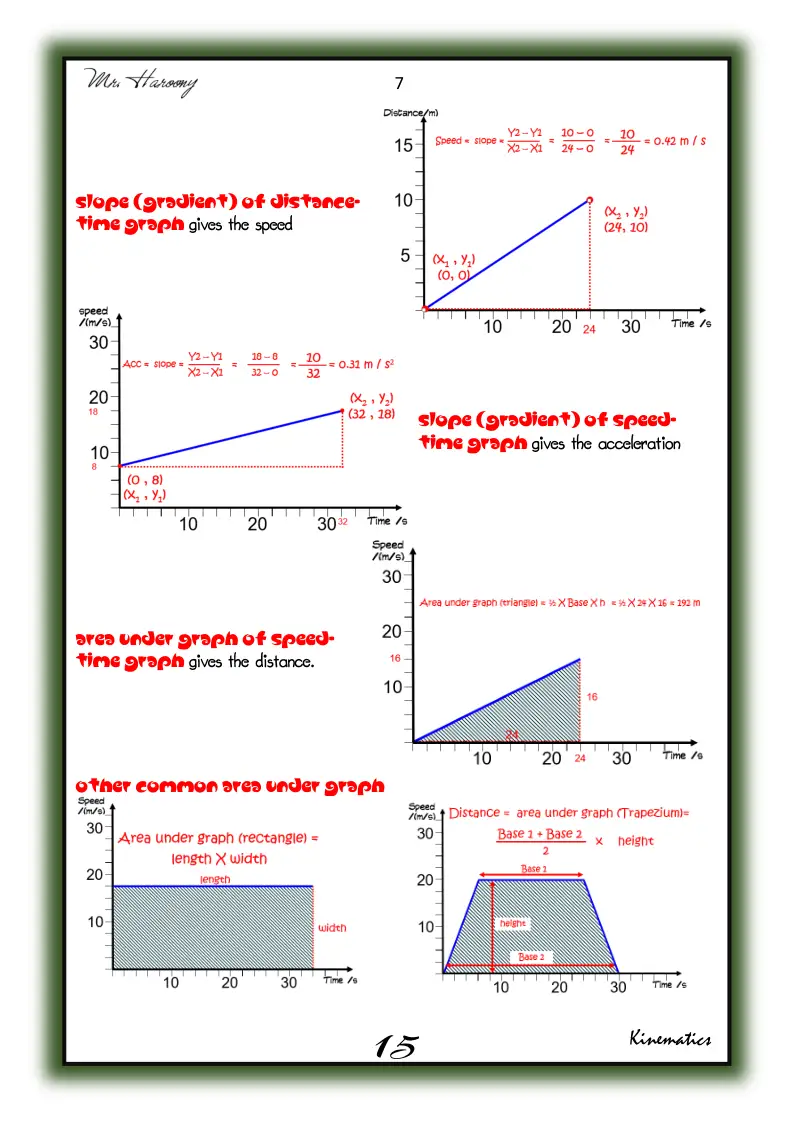 Mr. Haroony
7
Distance/m)
15
10
5
Speed = slope = Y2 – Y1 / X2 – X1 = 10 – 0 / 24 – 0 = 10 / 24 = 0.42 m / s
(X2 , Y2)
(24, 10)
(X1 , Y1)
(0, 0)
10 20 24 30 Time /s
slope (gradient) of distance-
time graph gives the speed
speed
/(m/s)
30
20
18
10
8
Acc = slope = Y2 – Y1 / X2 – X1 = 18 – 8 / 32 – 0 = 10 / 32 = 0.31 m / s²
(X2 , Y2)
(32 , 18)
(0 , 8)
(X1 , Y1)
10 20 30 32 Time /s
slope (gradient) of speed-
time graph gives the acceleration
Speed
/(m/s)
30
20
16
10
Area under graph (triangle) = ½ X Base X h = ½ X 24 X 16 = 192 m
16
24
10 20 24 30 Time /s
area under graph of speed-
time graph gives the distance.
other common area under graph
Speed
/(m/s)
30
20
10
Area under graph (rectangle) =
length X width
length
width
10 20 30 Time /s
Speed
/(m/s)
30
20
10
Distance = area under graph (Trapezium)=
Base 1 + Base 2 / 2 x height
Base 1
height
Base 2
10 20 30 Time /s
15
Kinematics